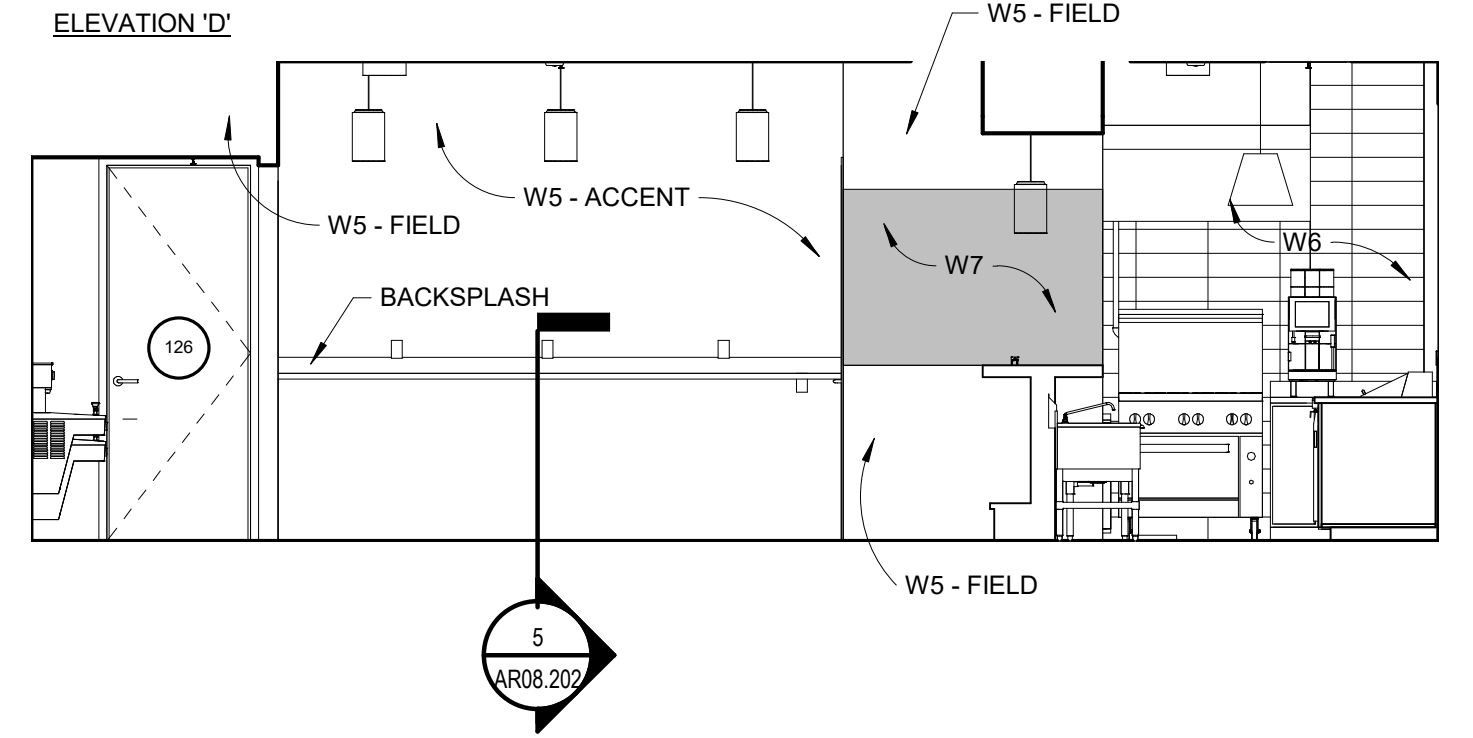 ELEVATION 'D'
W5 - FIELD
W5 - ACCENT
W5 - FIELD
W6
W7
BACKSPLASH
126
W5 - FIELD
5
AR08.202